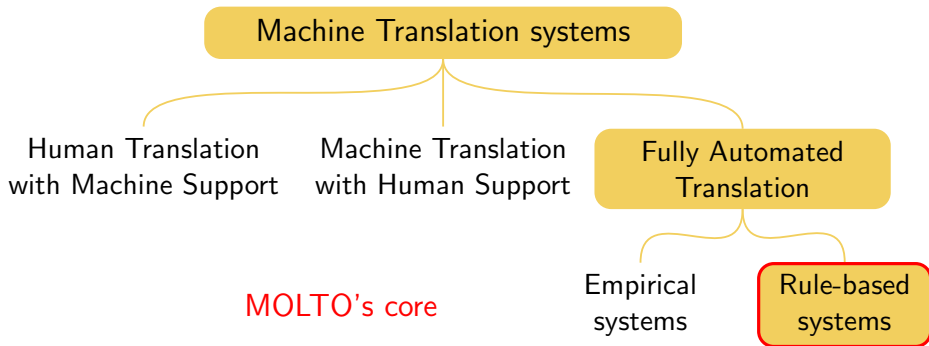 Machine Translation systems
Human Translation
with Machine Support
Machine Translation
with Human Support
Fully Automated
Translation
MOLTO's core
Empirical
systems
Rule-based
systems